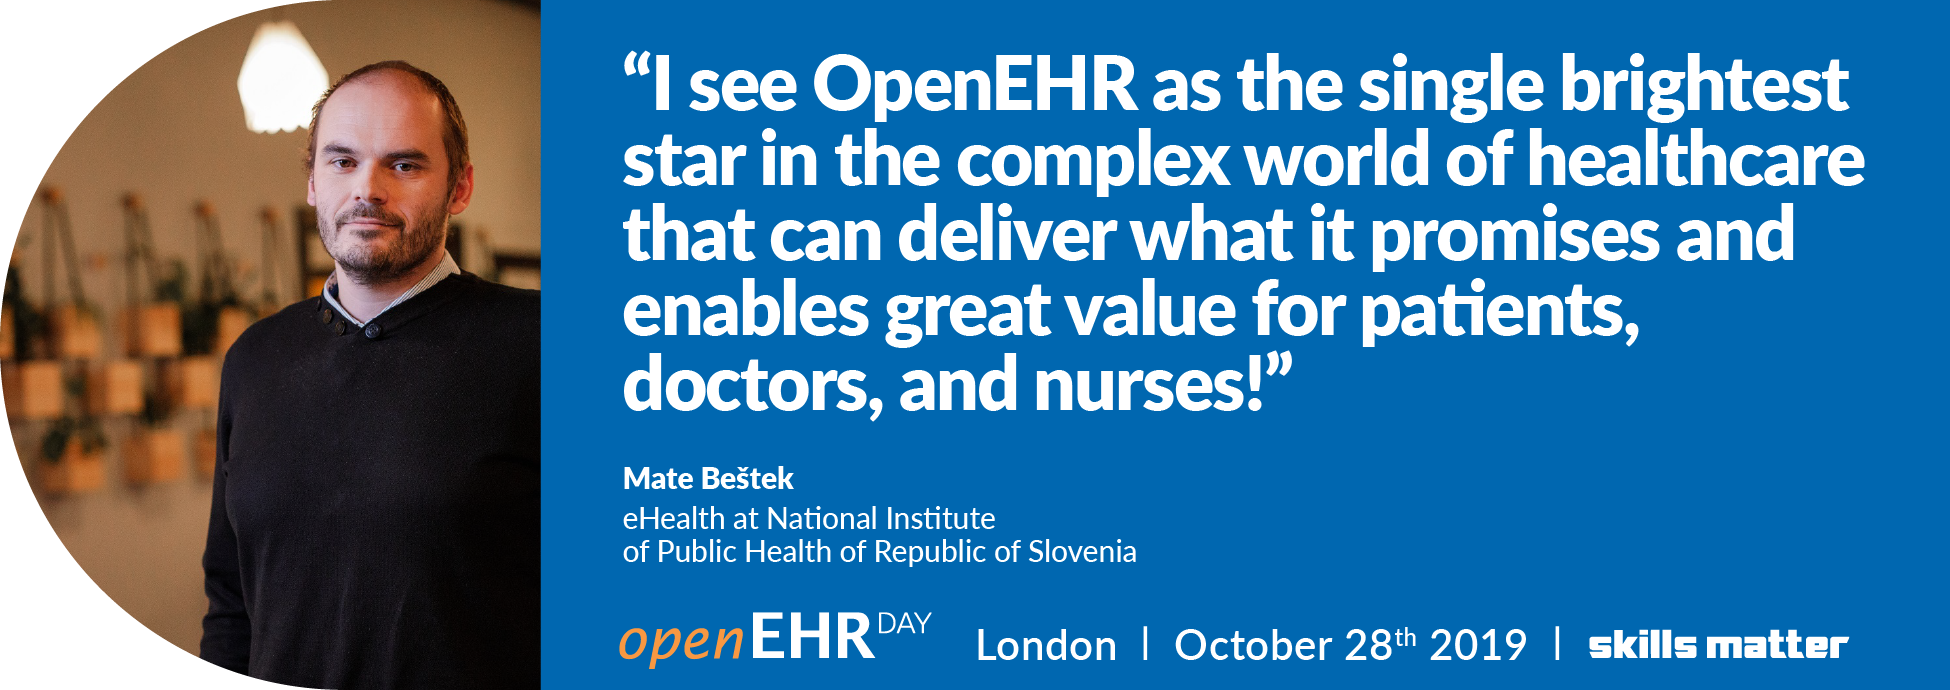 “I see OpenEHR as the single brightest
star in the complex world of healthcare
that can deliver what it promises and
enables great value for patients,
doctors, and nurses!”
Mate Beštek
eHealth at National Institute
of Public Health of Republic of Slovenia
openEHR DAY London | October 28th 2019 | skills matter